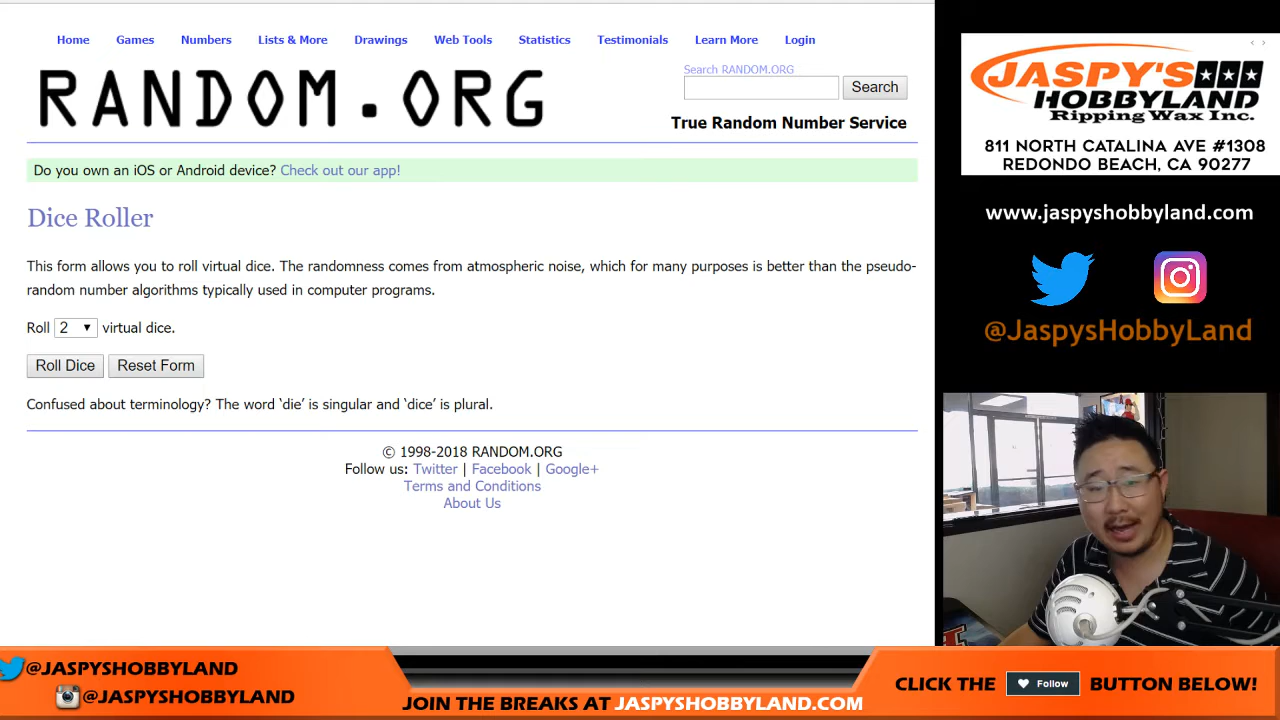 Home Games Numbers Lists & More Drawings Web Tools Statistics Testimonials Learn More Login
RANDOM.ORG
Search RANDOM.ORG
Search
True Random Number Service
Do you own an iOS or Android device? Check out our app!
Dice Roller
This form allows you to roll virtual dice. The randomness comes from atmospheric noise, which for many purposes is better than the pseudo-
random number algorithms typically used in computer programs.
Roll 2 virtual dice.
Roll Dice Reset Form
Confused about terminology? The word ‘die’ is singular and ‘dice’ is plural.
© 1998-2018 RANDOM.ORG
Follow us: Twitter | Facebook | Google+
Terms and Conditions
About Us
JASPY'S
HOBBYLAND
Ripping Wax Inc.
811 NORTH CATALINA AVE #1308
REDONDO BEACH, CA 90277
www.jaspyshobbyland.com
@JaspysHobbyLand
@JASPYSHOBBYLAND
@JASPYSHOBBYLAND
JOIN THE BREAKS AT JASPYSHOBBYLAND.COM
CLICK THE Follow BUTTON BELOW!